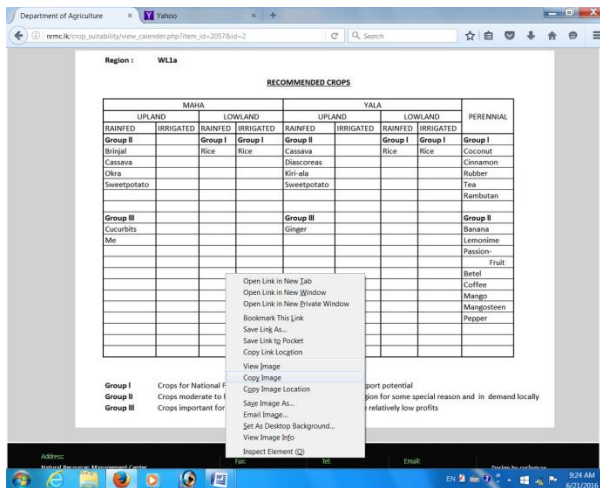 Department of Agriculture × Yahoo × +
nrmc.lk/crop_suitability/view_calender.php?item_id=205?&id=2 Search
Region : WL1a
RECOMMENDED CROPS
MAHA YALA PERENNIAL
UPLAND LOWLAND UPLAND LOWLAND
RAINFED IRRIGATED RAINFED IRRIGATED RAINFED IRRIGATED RAINFED IRRIGATED
Group II Group I Group I Group II Group I Group I Group I
Brinjal Rice Rice Cassava Rice Rice Coconut
Cassava Diascoreas Cinnamon
Okra Kiri-ala Rubber
Sweetpotato Sweetpotato Tea
Rambutan
Group III Group III Group II
Cucurbits Ginger Banana
Me Lemonime
Passion-
Fruit
Betel
Coffee
Mango
Mangosteen
Pepper
Open Link in New Tab
Open Link in New Window
Open Link in New Private Window
Bookmark This Link
Save Link As...
Save Link to Pocket
Copy Link Location
View Image
Copy Image
Copy Image Location
Save Image As...
Email Image...
Set As Desktop Background...
View Image Info
Inspect Element (Q)
Group I Crops for National port potential
Group II Crops moderate to gion for some special reason and in demand locally
Group III Crops important for relatively low profits
Address: Fax: Tel: Email:
Natural Resources Management Center
EN 9:24 AM
6/21/2016